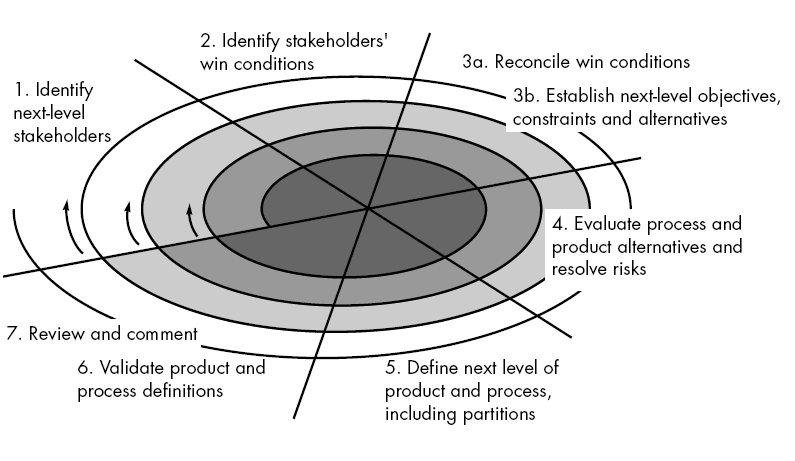 1. Identify
next-level
stakeholders
2. Identify stakeholders'
win conditions
3a. Reconcile win conditions
3b. Establish next-level objectives,
constraints and alternatives
4. Evaluate process and
product alternatives and
resolve risks
5. Define next level of
product and process,
including partitions
6. Validate product and
process definitions
7. Review and comment